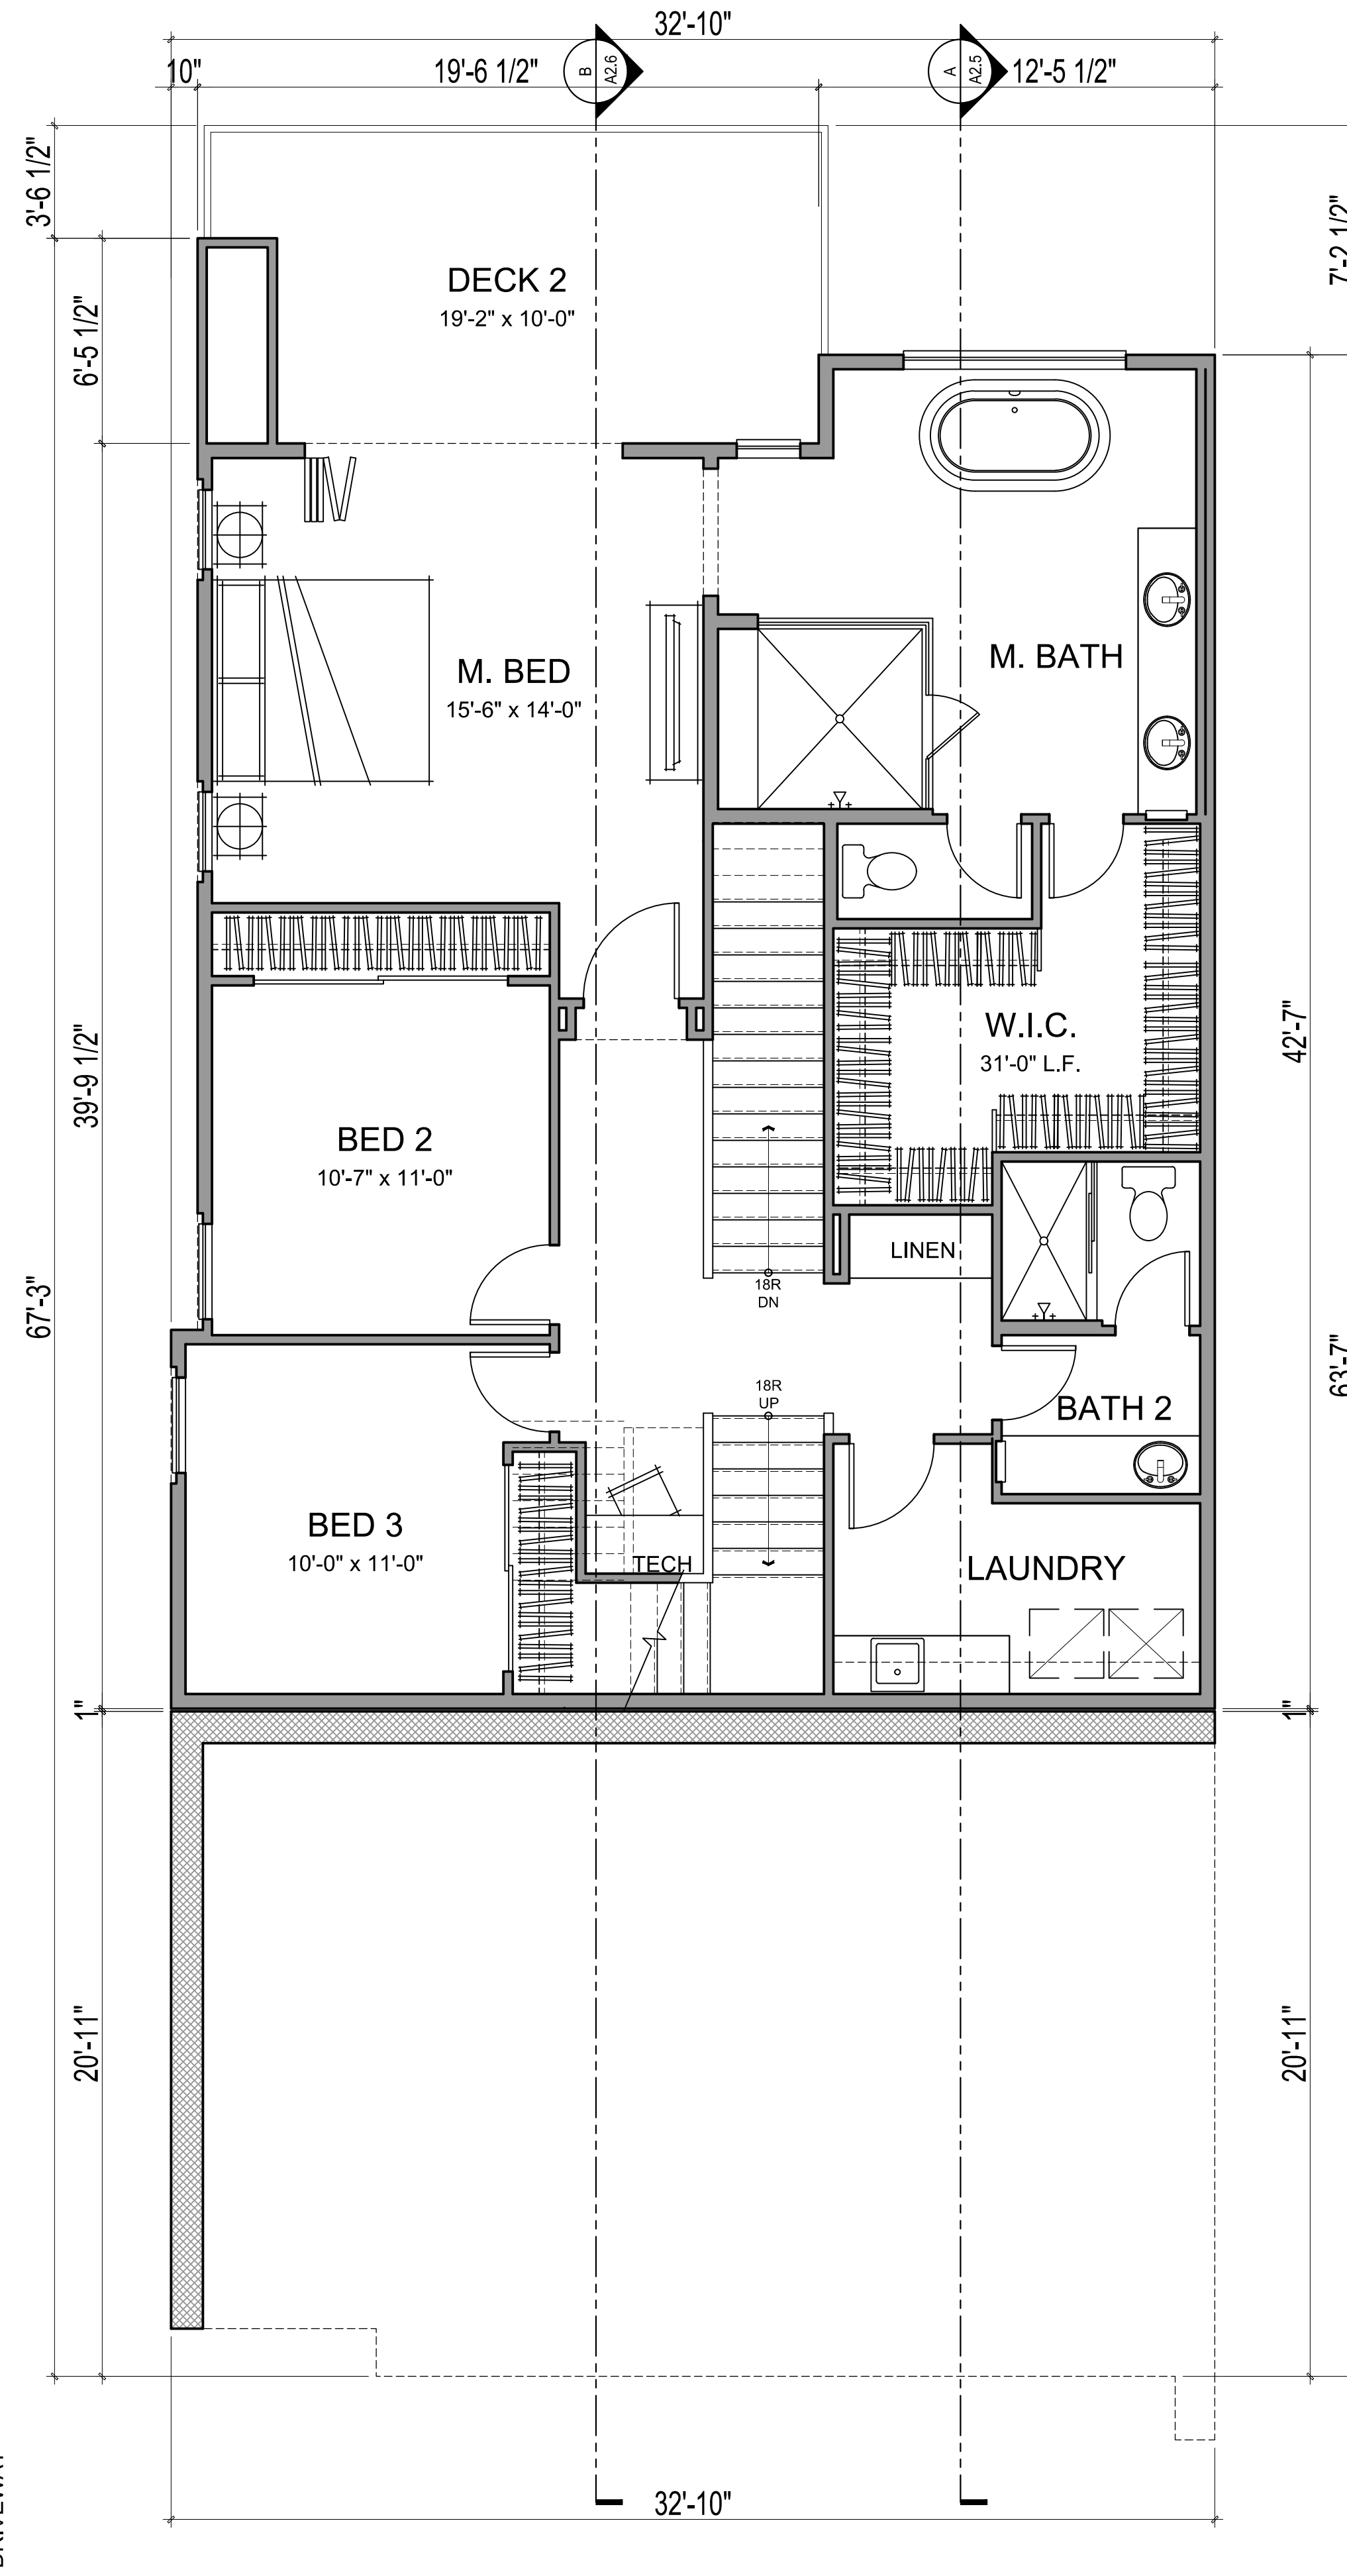 32'-10"
10"
19'-6 1/2"
B
A2.6
A
A2.5
12'-5 1/2"
3'-6 1/2"
7'-2 1/2"
DECK 2
19'-2" x 10'-0"
6'-5 1/2"
M. BED
15'-6" x 14'-0"
M. BATH
W.I.C.
31'-0" L.F.
39'-9 1/2"
42'-7"
BED 2
10'-7" x 11'-0"
LINEN
18R
DN
67'-3"
63'-7"
18R
UP
BATH 2
BED 3
10'-0" x 11'-0"
TECH
LAUNDRY
1"
1"
20'-11"
20'-11"
32'-10"